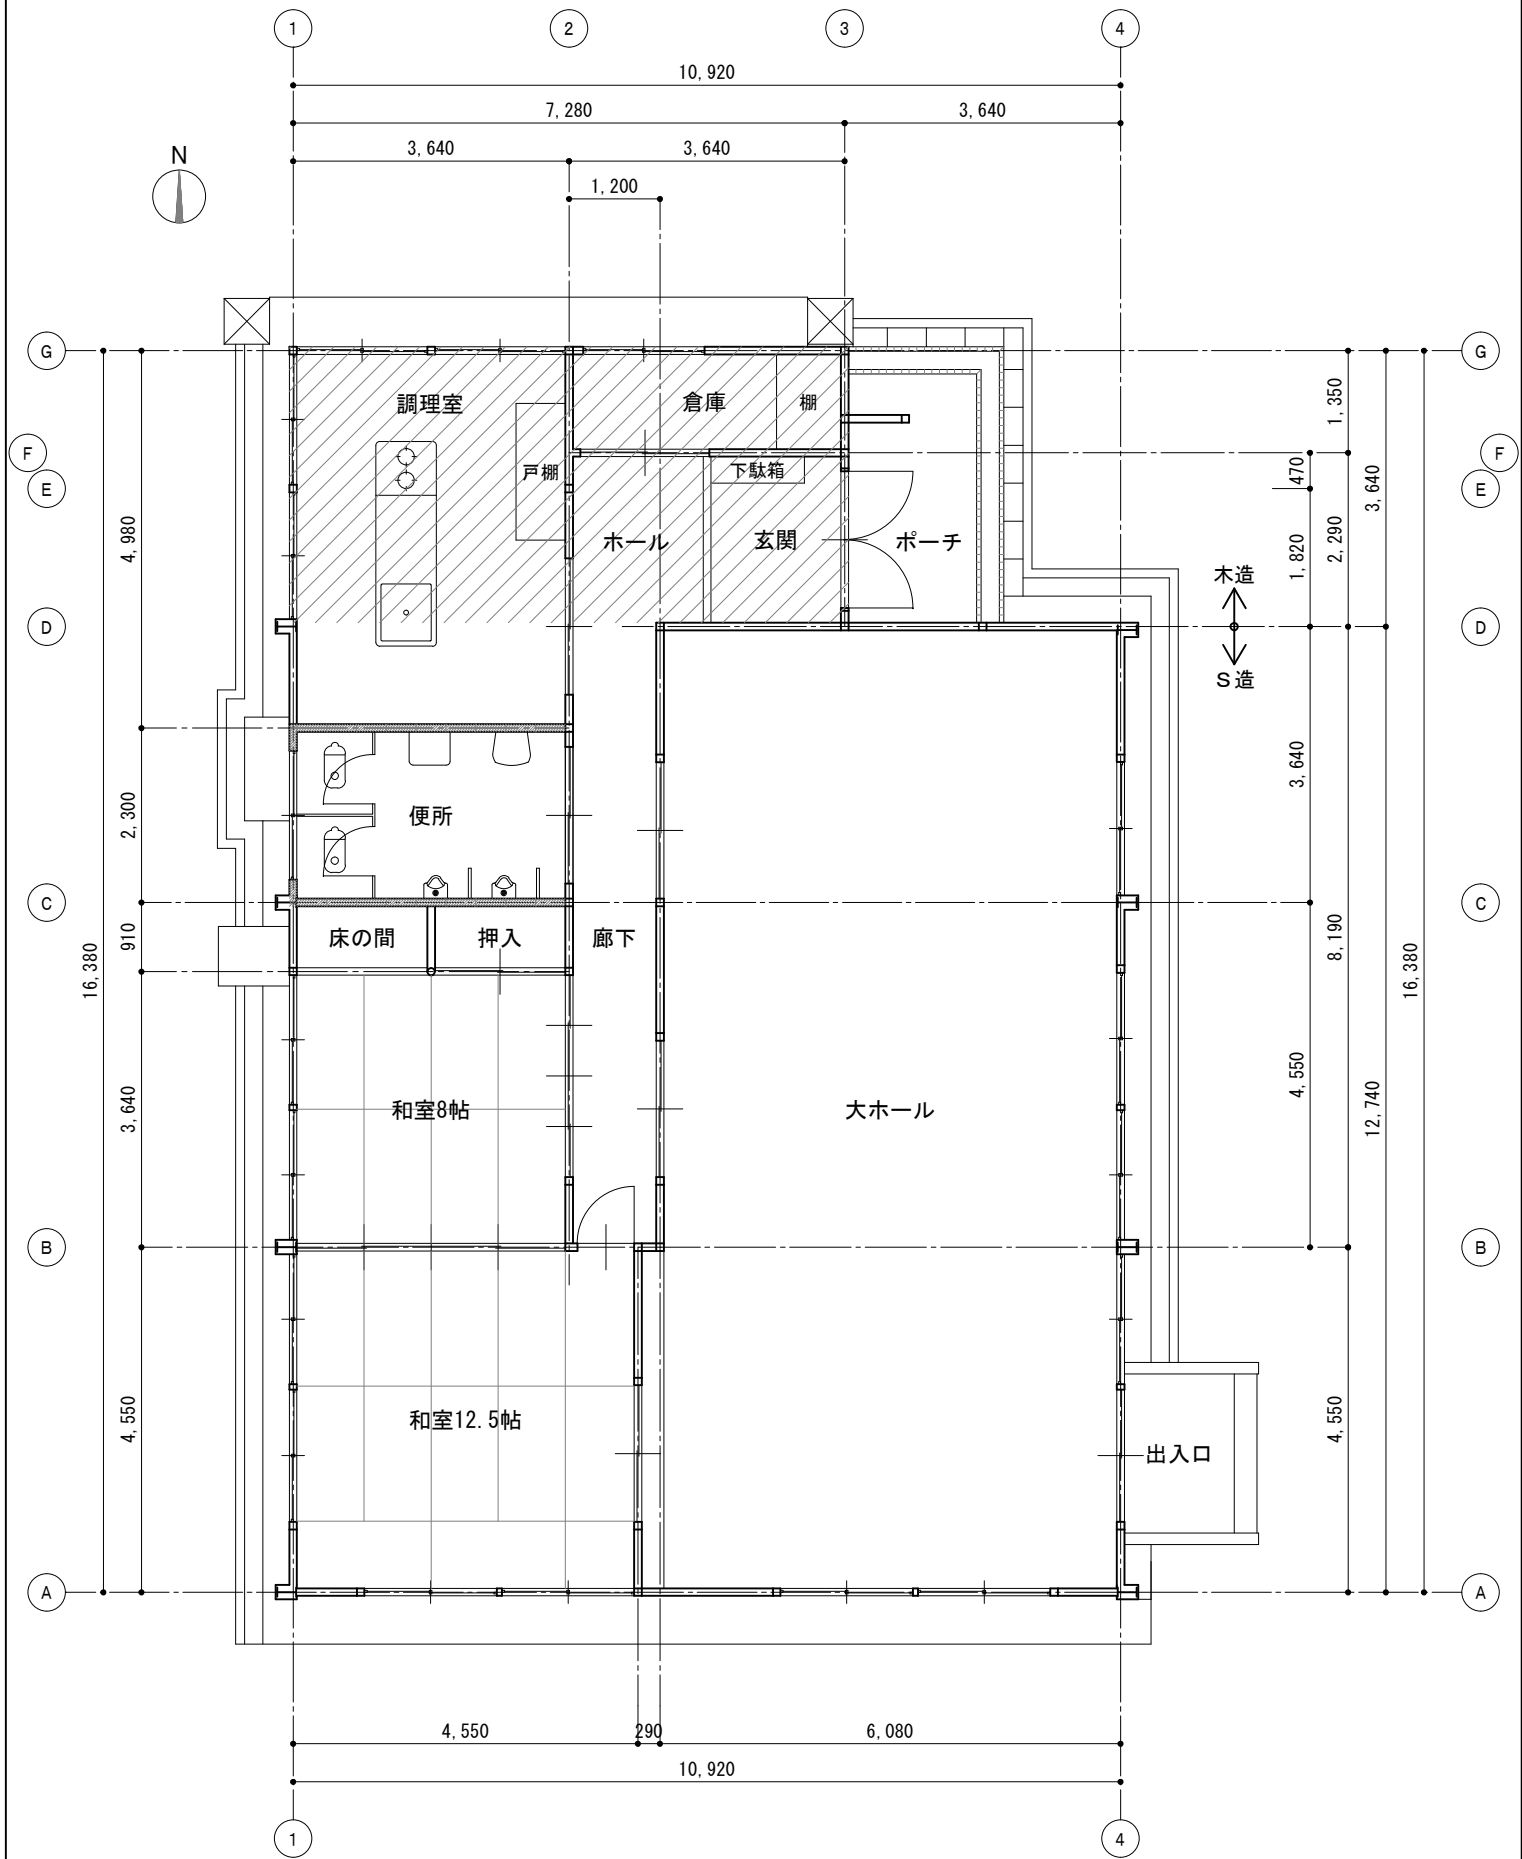 1 2 3 4
10,920
7,280 3,640
3,640 3,640
N
1,200
G G
調理室 倉庫 棚
1,350
F F
戸棚 下駄箱
470
E E
3,640
4,980
ホール 玄関 ポーチ
1,820 2,290
木造
D D
S造
3,640
2,300
便所
C C
910
床の間 押入 廊下
8,190
16,380 16,380
4,550
3,640
和室8帖 大ホール
12,740
B B
4,550 4,550
和室12.5帖
出入口
A A
4,550 290 6,080
10,920
1 4